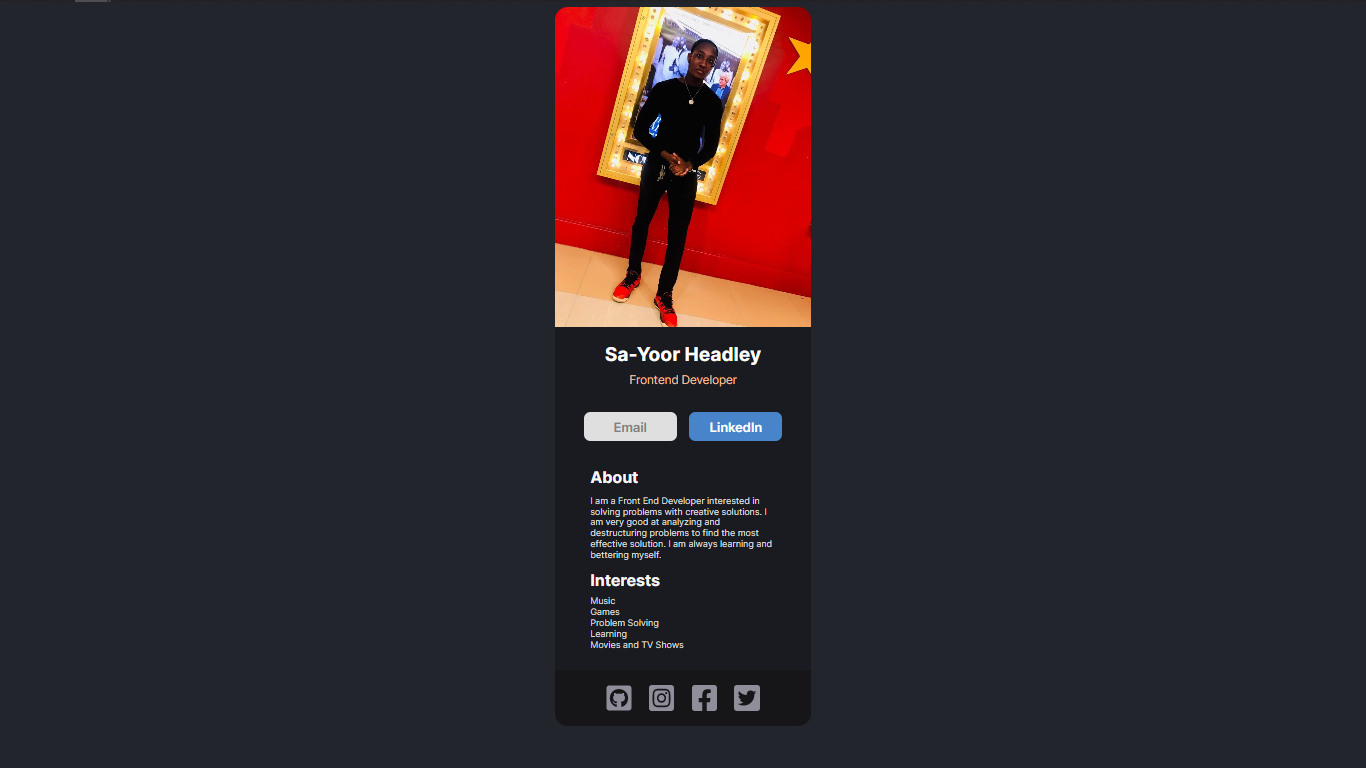 Sa-Yoor Headley
Frontend Developer
Email
LinkedIn
About
I am a Front End Developer interested in
solving problems with creative solutions. I
am very good at analyzing and
destructuring problems to find the most
effective solution. I am always learning and
bettering myself.
Interests
Music
Games
Problem Solving
Learning
Movies and TV Shows